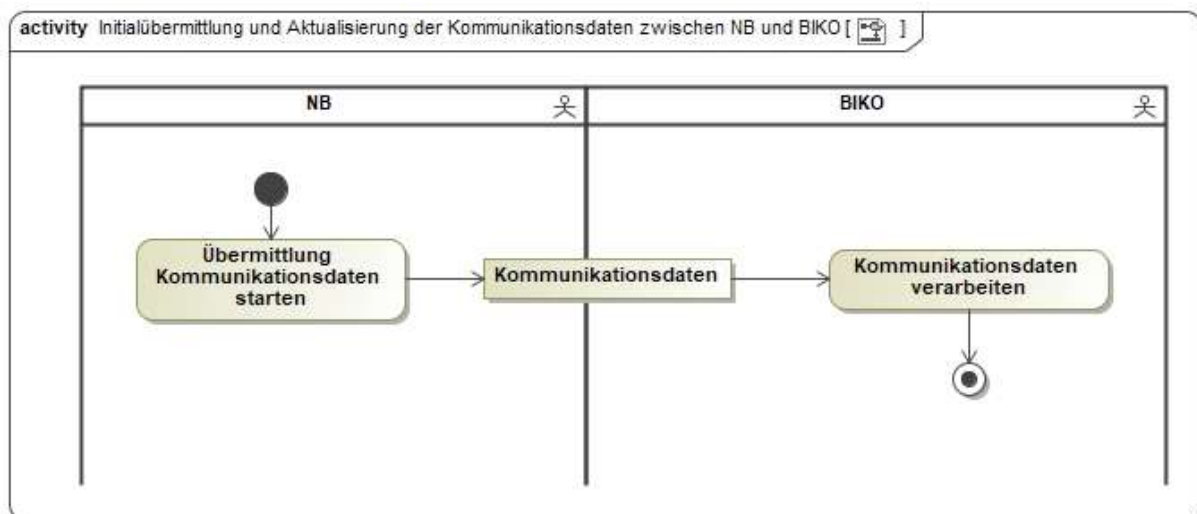 activity Initialübermittlung und Aktualisierung der Kommunikationsdaten zwischen NB und BIKO [ ]
NB
BIKO
Übermittlung
Kommunikationsdaten
starten
Kommunikationsdaten
Kommunikationsdaten
verarbeiten